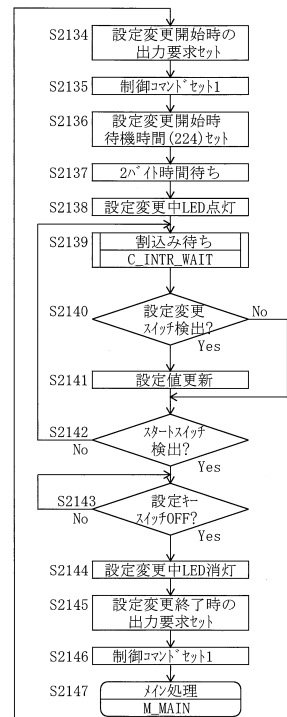 S2134
設定変更開始時の
出力要求セット
S2135
制御コマンドセット1
S2136
設定変更開始時
待機時間(224)セット
S2137
2バイト時間待ち
S2138
設定変更中LED点灯
S2139
割込み待ち
C_INTR_WAIT
S2140
設定変更
スイッチ検出?
No
Yes
S2141
設定値更新
S2142
スタートスイッチ
検出?
No
Yes
S2143
設定キー
スイッチOFF?
No
Yes
S2144
設定変更中LED消灯
S2145
設定変更終了時の
出力要求セット
S2146
制御コマンドセット1
S2147
メイン処理
M_MAIN